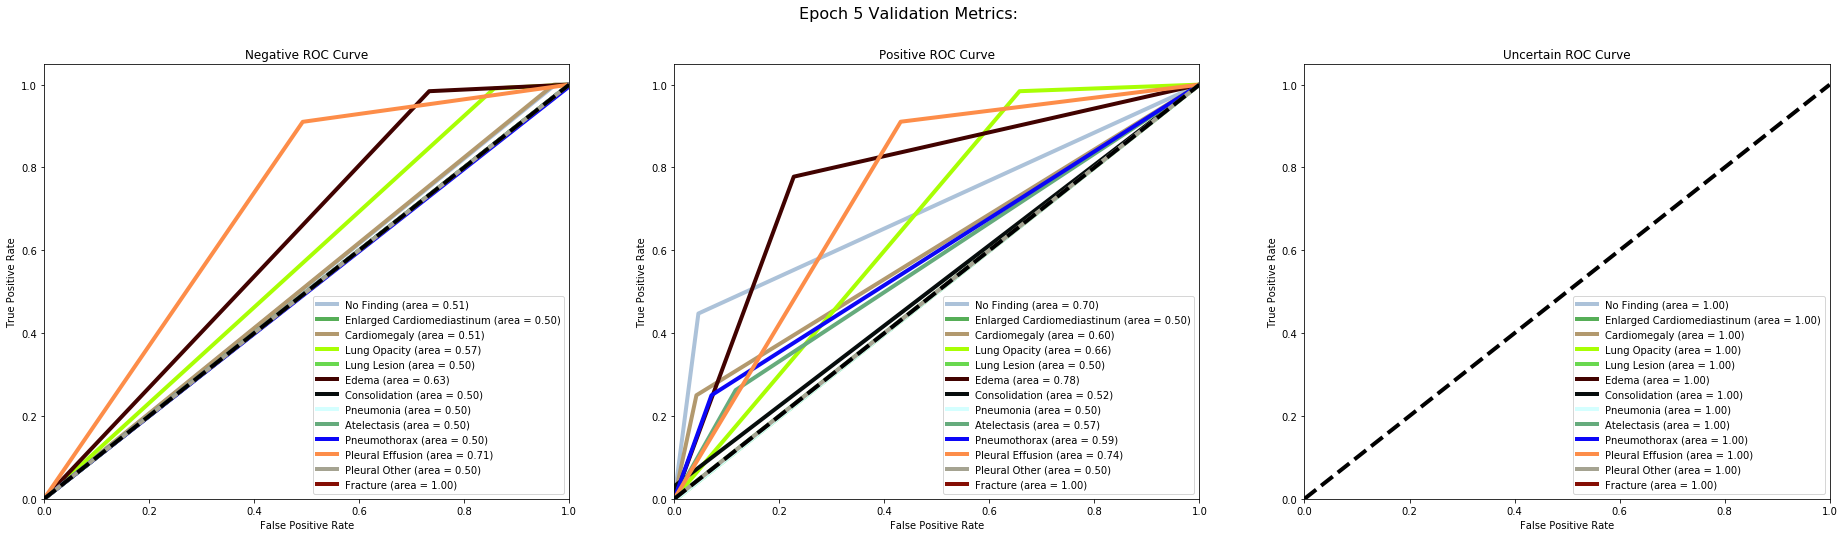 Epoch 5 Validation Metrics:
Negative ROC Curve
True Positive Rate
1.0
0.8
0.6
0.4
0.2
0.0
No Finding (area = 0.51)
Enlarged Cardiomediastinum (area = 0.50)
Cardiomegaly (area = 0.51)
Lung Opacity (area = 0.57)
Lung Lesion (area = 0.50)
Edema (area = 0.63)
Consolidation (area = 0.50)
Pneumonia (area = 0.50)
Atelectasis (area = 0.50)
Pneumothorax (area = 0.50)
Pleural Effusion (area = 0.71)
Pleural Other (area = 0.50)
Fracture (area = 1.00)
0.0 0.2 0.4 0.6 0.8 1.0
False Positive Rate
Positive ROC Curve
True Positive Rate
1.0
0.8
0.6
0.4
0.2
0.0
No Finding (area = 0.70)
Enlarged Cardiomediastinum (area = 0.50)
Cardiomegaly (area = 0.60)
Lung Opacity (area = 0.66)
Lung Lesion (area = 0.50)
Edema (area = 0.78)
Consolidation (area = 0.52)
Pneumonia (area = 0.50)
Atelectasis (area = 0.57)
Pneumothorax (area = 0.59)
Pleural Effusion (area = 0.74)
Pleural Other (area = 0.50)
Fracture (area = 1.00)
0.0 0.2 0.4 0.6 0.8 1.0
False Positive Rate
Uncertain ROC Curve
True Positive Rate
1.0
0.8
0.6
0.4
0.2
0.0
No Finding (area = 1.00)
Enlarged Cardiomediastinum (area = 1.00)
Cardiomegaly (area = 1.00)
Lung Opacity (area = 1.00)
Lung Lesion (area = 1.00)
Edema (area = 1.00)
Consolidation (area = 1.00)
Pneumonia (area = 1.00)
Atelectasis (area = 1.00)
Pneumothorax (area = 1.00)
Pleural Effusion (area = 1.00)
Pleural Other (area = 1.00)
Fracture (area = 1.00)
0.0 0.2 0.4 0.6 0.8 1.0
False Positive Rate